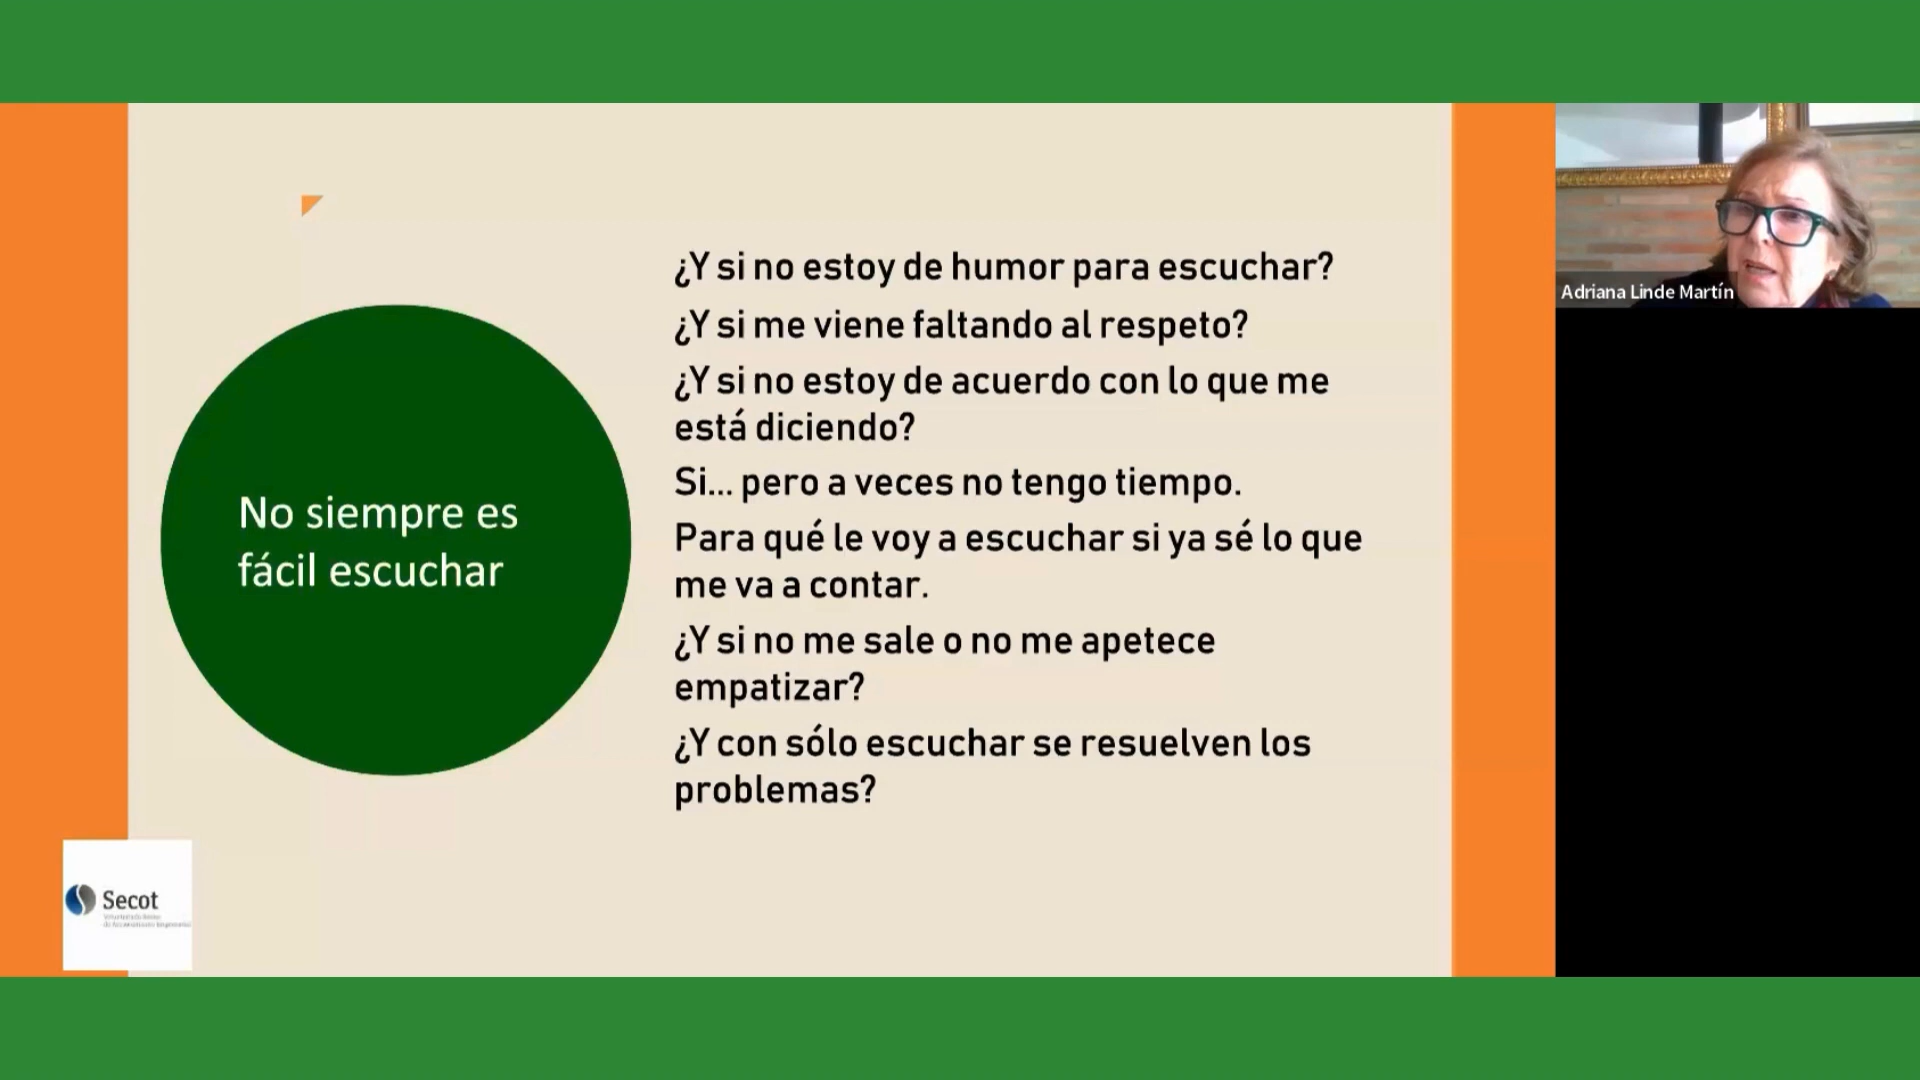 No siempre es
fácil escuchar
¿Y si no estoy de humor para escuchar?
¿Y si me viene faltando al respeto?
¿Y si no estoy de acuerdo con lo que me
está diciendo?
Si... pero a veces no tengo tiempo.
Para qué le voy a escuchar si ya sé lo que
me va a contar.
¿Y si no me sale o no me apetece
empatizar?
¿Y con sólo escuchar se resuelven los
problemas?
Adriana Linde Martín
Secot